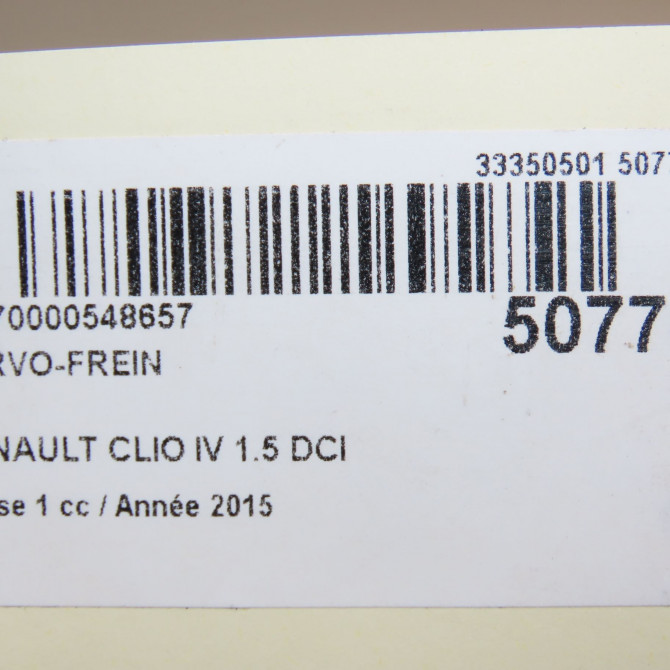 33350501 5077
70000548657
5077
RVO-FREIN
NAULT CLIO IV 1.5 DCI
se 1 cc / Année 2015